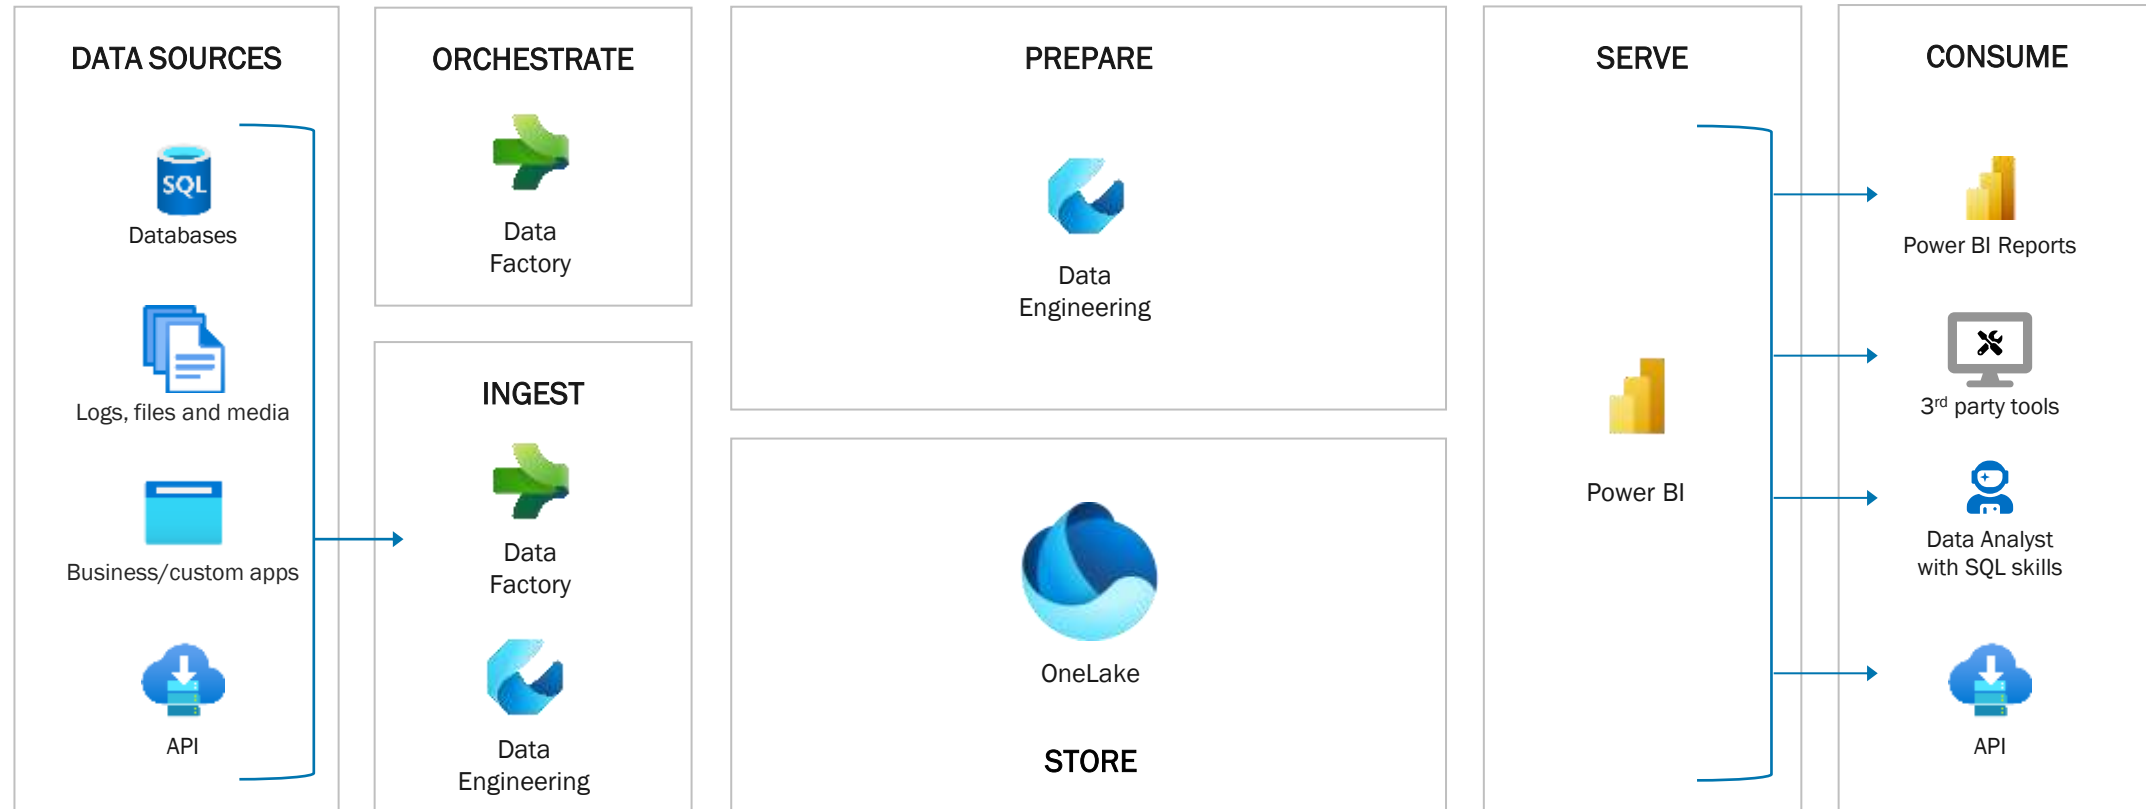 DATA SOURCES
SQL
Databases
Logs, files and media
Business/custom apps
API
ORCHESTRATE
Data
Factory
INGEST
Data
Factory
Data
Engineering
PREPARE
Data
Engineering
OneLake
STORE
SERVE
Power BI
CONSUME
Power BI Reports
3rd party tools
Data Analyst
with SQL skills
API